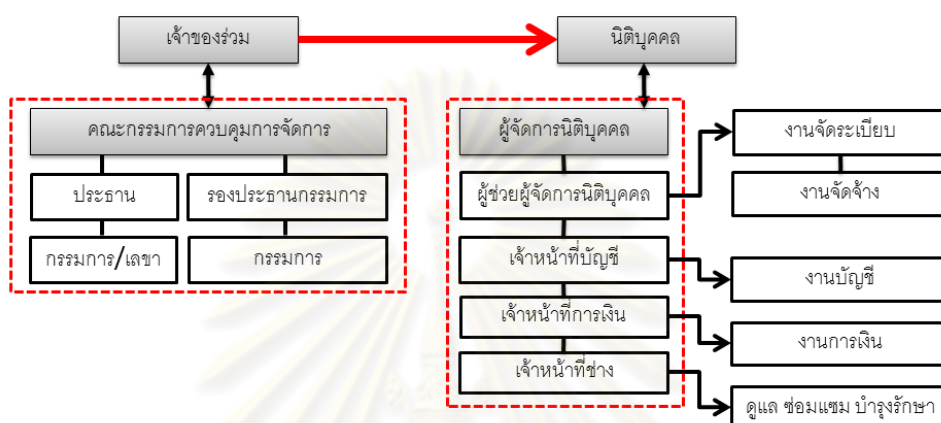 เจ้าของร่วม
นิติบุคคล
คณะกรรมการควบคุมการจัดการ
ประธาน
รองประธานกรรมการ
กรรมการ/เลขา
กรรมการ
ผู้จัดการนิติบุคคล
ผู้ช่วยผู้จัดการนิติบุคคล
เจ้าหน้าที่บัญชี
เจ้าหน้าที่การเงิน
เจ้าหน้าที่ช่าง
งานจัดระเบียบ
งานจัดจ้าง
งานบัญชี
งานการเงิน
ดูแล ซ่อมแซม บำรุงรักษา